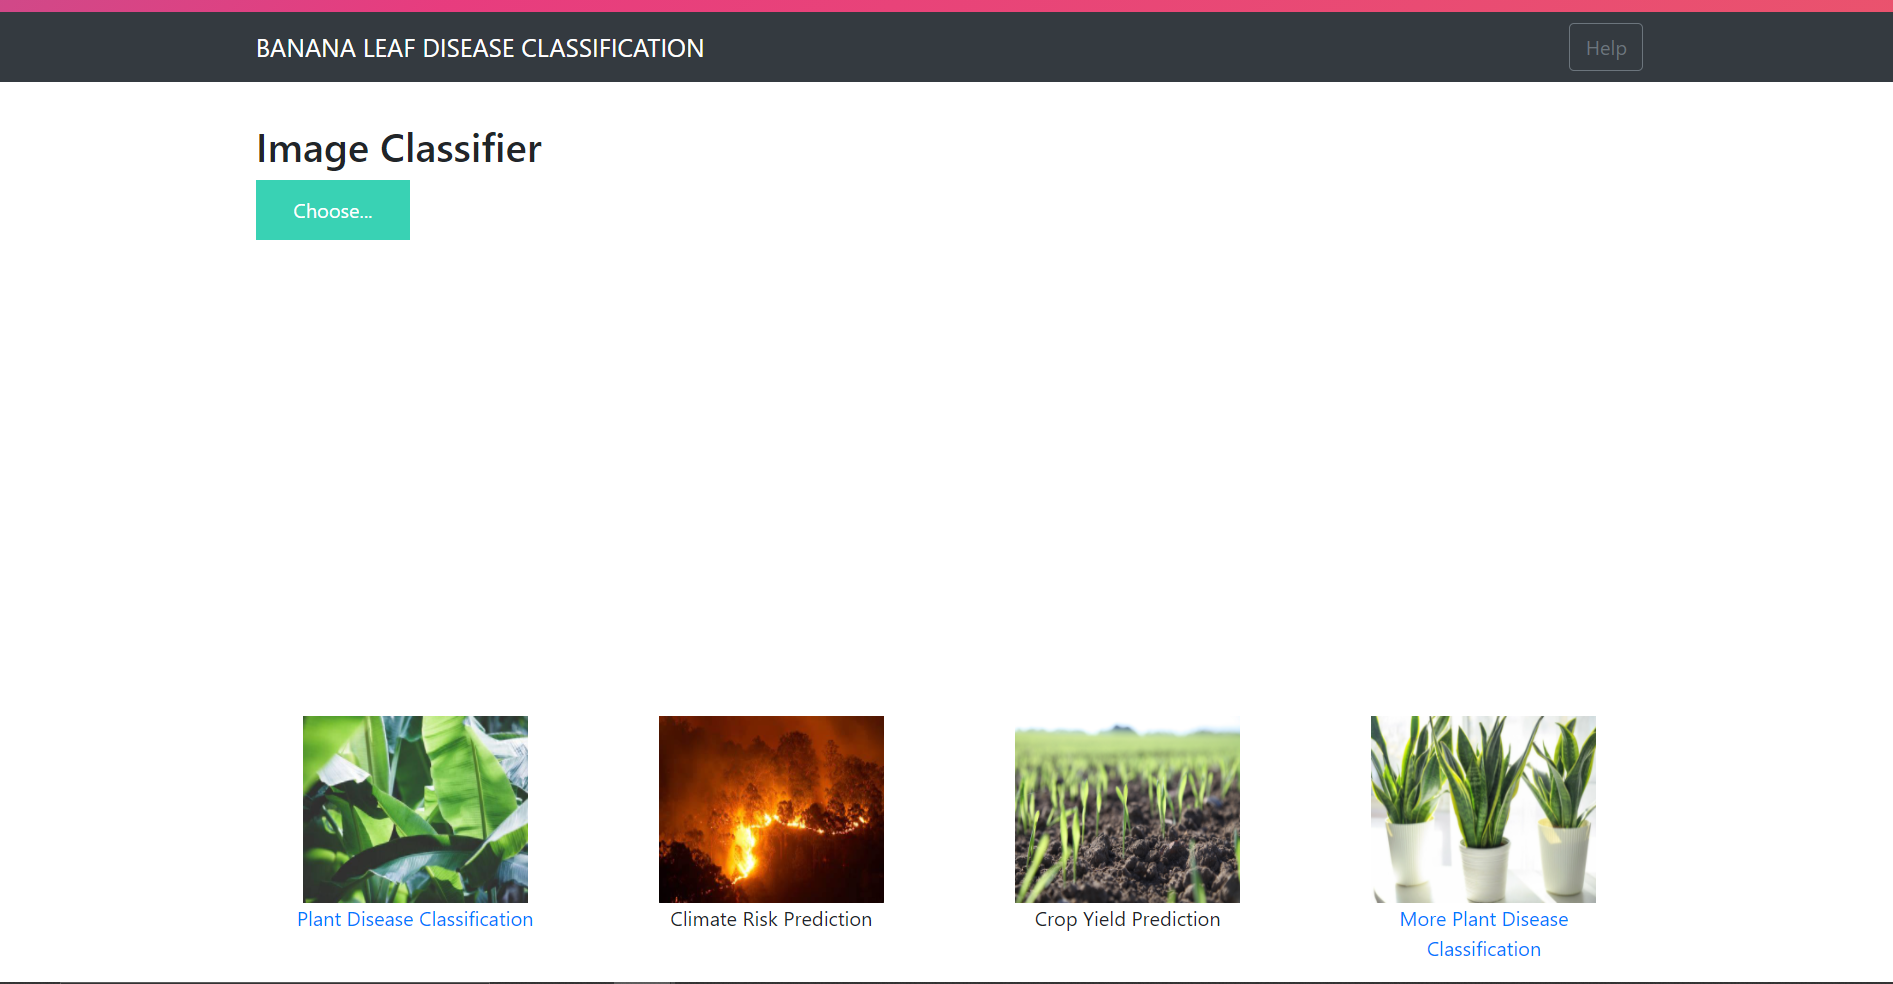 BANANA LEAF DISEASE CLASSIFICATION
Help
Image Classifier
Choose...
Plant Disease Classification
Climate Risk Prediction
Crop Yield Prediction
More Plant Disease
Classification